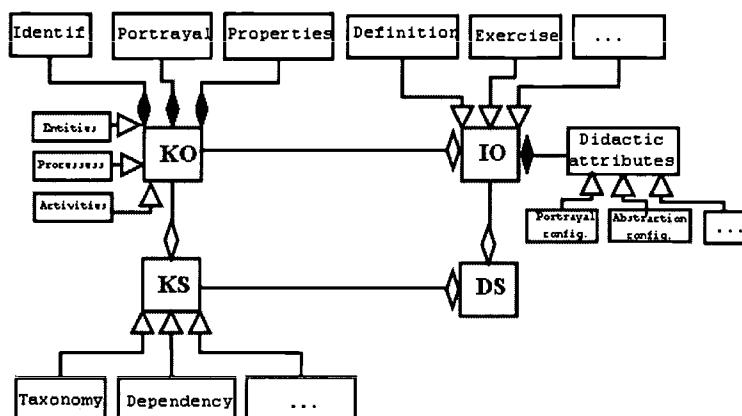 Identif
Portrayal
Properties
Definition
Exercise
...
Entities
Processess
Activities
KO
IO
Didactic
attributes
Portrayal
config.
Abstraction
config.
...
KS
DS
Taxonomy
Dependency
...